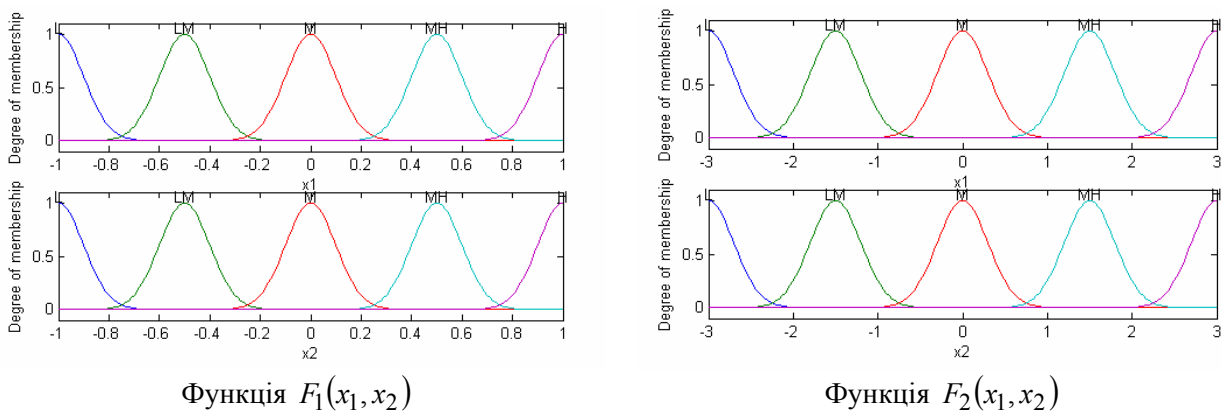 L LM M MH H
Degree of membership
1
0.5
0
-1 -0.8 -0.6 -0.4 -0.2 0 0.2 0.4 0.6 0.8 1
x1
L LM M MH H
Degree of membership
1
0.5
0
-1 -0.8 -0.6 -0.4 -0.2 0 0.2 0.4 0.6 0.8 1
x2
Функція F₁(x₁, x₂)
L LM M MH H
Degree of membership
1
0.5
0
-3 -2 -1 0 1 2 3
x1
L LM M MH H
Degree of membership
1
0.5
0
-3 -2 -1 0 1 2 3
x2
Функція F₂(x₁, x₂)